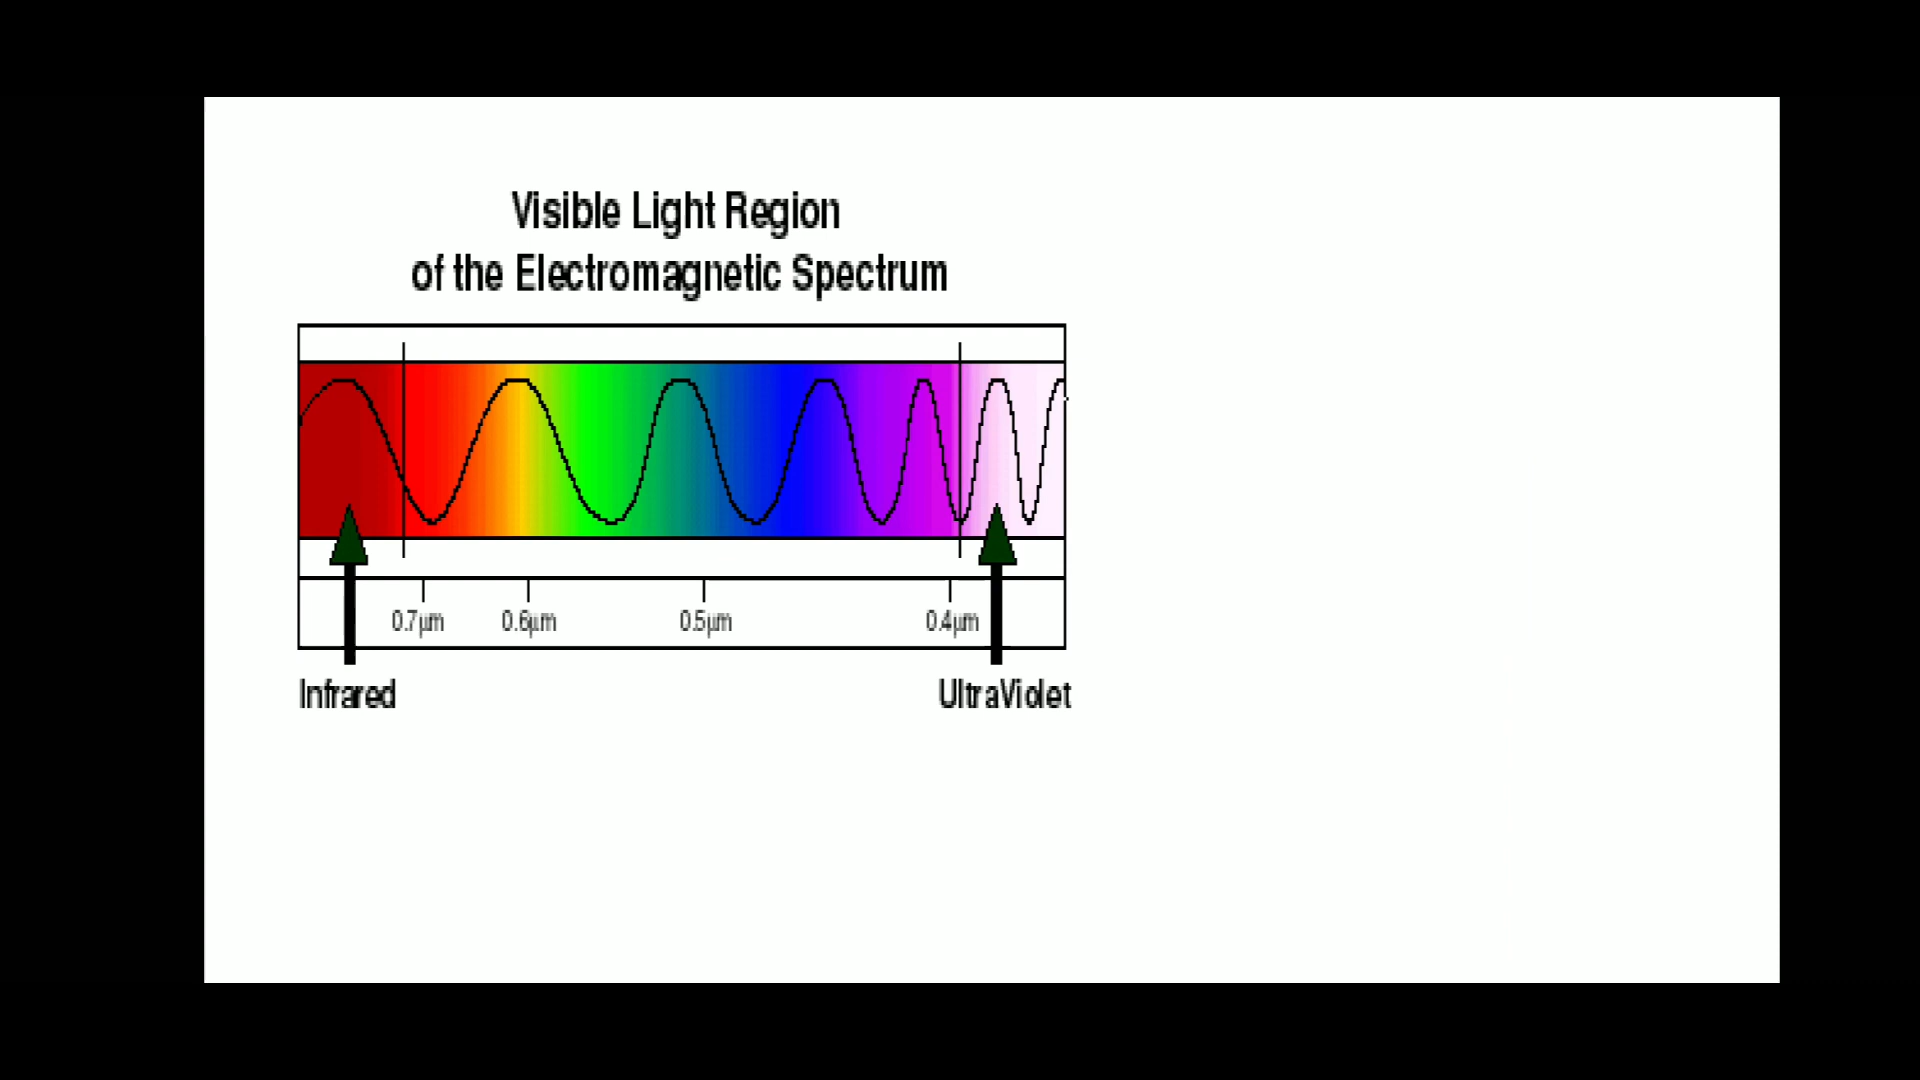 Visible Light Region
of the Electromagnetic Spectrum
0.7µm 0.6µm 0.5µm 0.4µm
Infrared UltraViolet